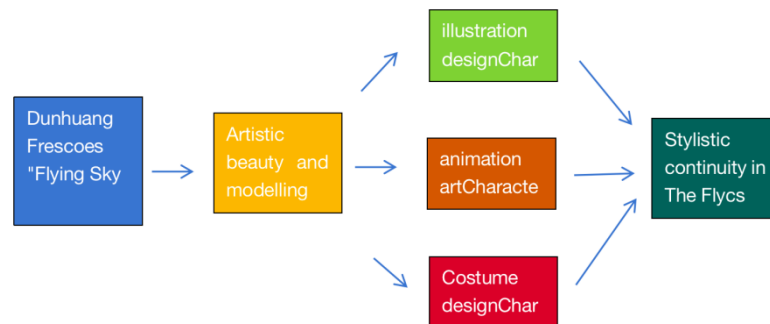 Dunhuang
Frescoes
"Flying Sky
Artistic
beauty and
modelling
illustration
designChar
animation
artCharacte
Costume
designChar
Stylistic
continuity in
The Flycs